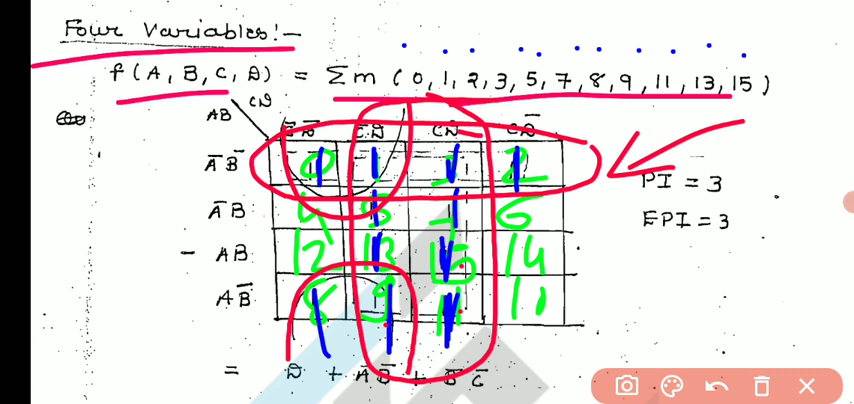 Four Variables:-
f(A, B, C, D) = Σm (0, 1, 2, 3, 5, 7, 8, 9, 11, 13, 15)
CD
AB
C̅D̅ C̅D CD CD̅
A̅B̅ 0 1 3 2
PI = 3
A̅B 4 5 7 6
EPI = 3
- AB 12 13 15 14
AB̅ 8 9 11 10
= D + A̅B̅ + B̅C̅